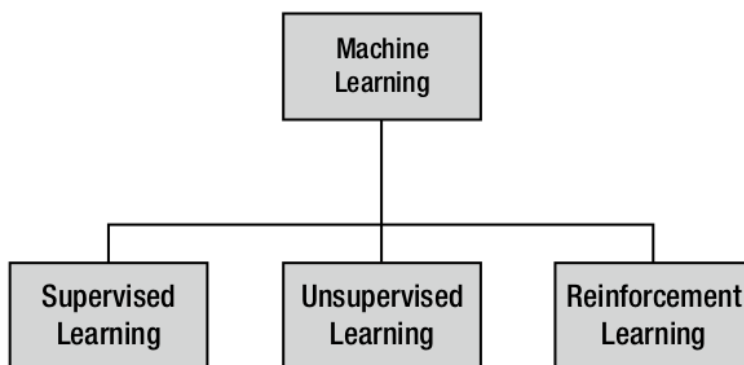 Machine
Learning
Supervised
Learning
Unsupervised
Learning
Reinforcement
Learning